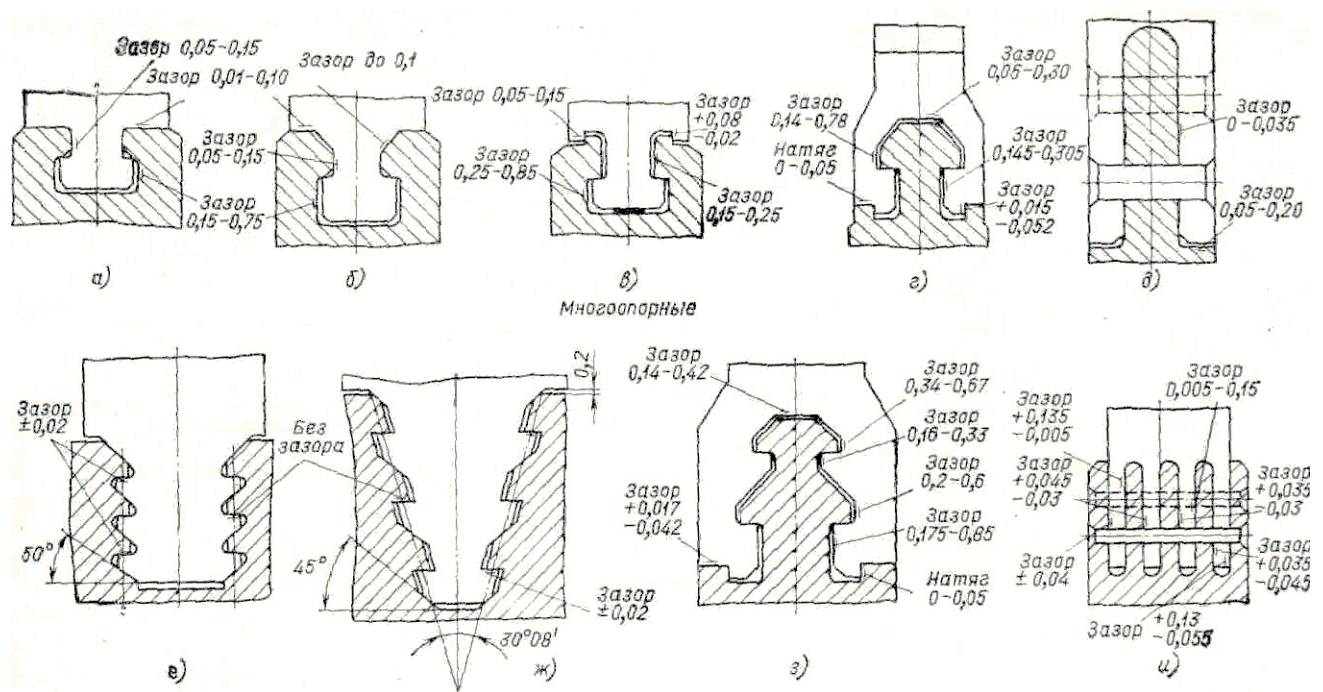 Зазор 0,05-0,15
Зазор 0,01-0,10
Зазор
0,05-0,15
Зазор
0,15-0,75
а)
Зазор до 0,1
б)
Зазор 0,05-0,15
Зазор
0,25-0,85
Зазор
+0,08
-0,02
Зазор
0,15-0,25
в)
Зазор
0,05-0,30
Зазор
0,14-0,78
Натяг
0-0,05
Зазор
0,145-0,305
Зазор
+0,015
-0,052
г)
Зазор
0-0,035
Зазор
0,05-0,20
д)
Многоопорные
Зазор
±0,02
50°
е)
Без
зазора
0,2
45°
Зазор
±0,02
30°08'
ж)
Зазор
0,14-0,42
Зазор
0,34-0,67
Зазор
0,16-0,33
Зазор
0,2-0,6
Зазор
+0,017
-0,042
Зазор
0,175-0,85
Натяг
0-0,05
з)
Зазор
0,005-0,15
Зазор
+0,135
-0,005
Зазор
+0,045
-0,03
Зазор
+0,035
-0,03
Зазор
±0,04
Зазор
+0,035
-0,045
Зазор +0,13
-0,055
и)